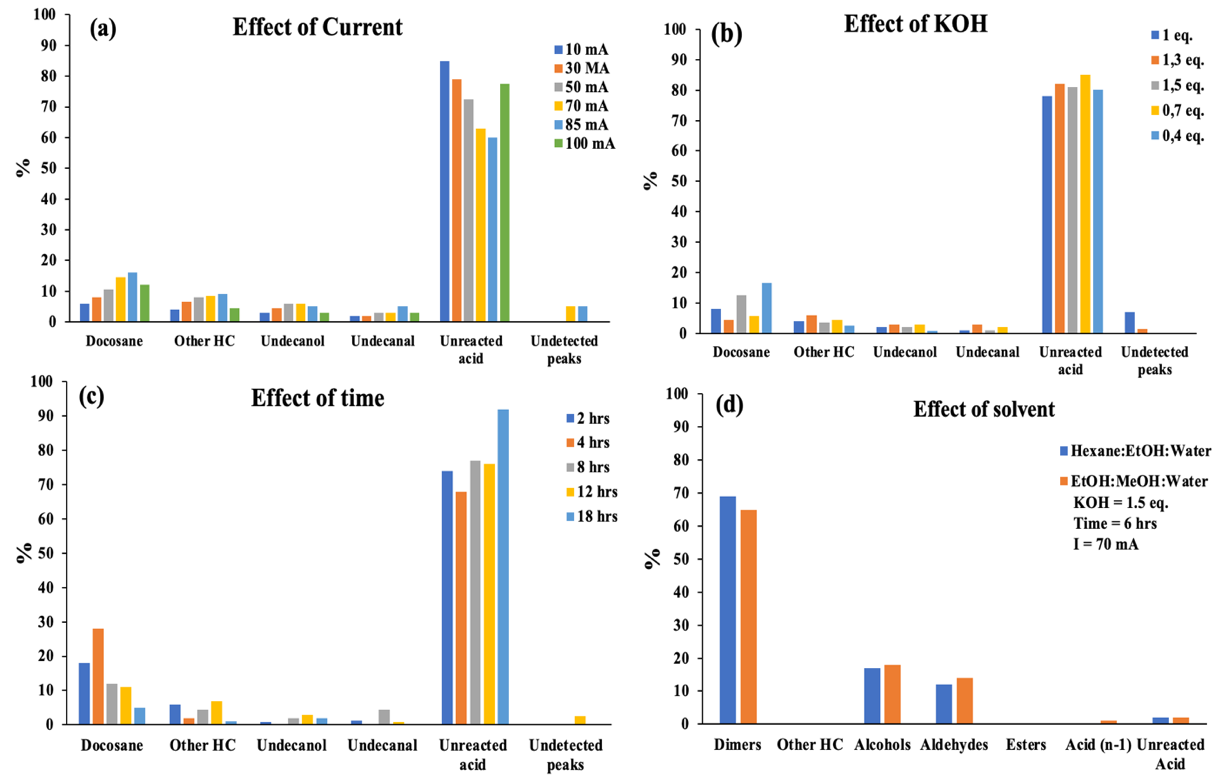 (a)
Effect of Current
%
100
90
80
70
60
50
40
30
20
10
0
10 mA
30 MA
50 mA
70 mA
85 mA
100 mA
Docosane
Other HC
Undecanol
Undecanal
Unreacted
acid
Undetected
peaks
(b)
Effect of KOH
%
100
90
80
70
60
50
40
30
20
10
0
1 eq.
1,3 eq.
1,5 eq.
0,7 eq.
0,4 eq.
Docosane
Other HC
Undecanol
Undecanal
Unreacted
acid
Undetected
peaks
(c)
Effect of time
%
100
90
80
70
60
50
40
30
20
10
0
2 hrs
4 hrs
8 hrs
12 hrs
18 hrs
Docosane
Other HC
Undecanol
Undecanal
Unreacted
acid
Undetected
peaks
(d)
Effect of solvent
%
100
90
80
70
60
50
40
30
20
10
0
Hexane:EtOH:Water
EtOH:MeOH:Water
KOH = 1.5 eq.
Time = 6 hrs
I = 70 mA
Dimers
Other HC
Alcohols
Aldehydes
Esters
Acid (n-1)
Unreacted
Acid